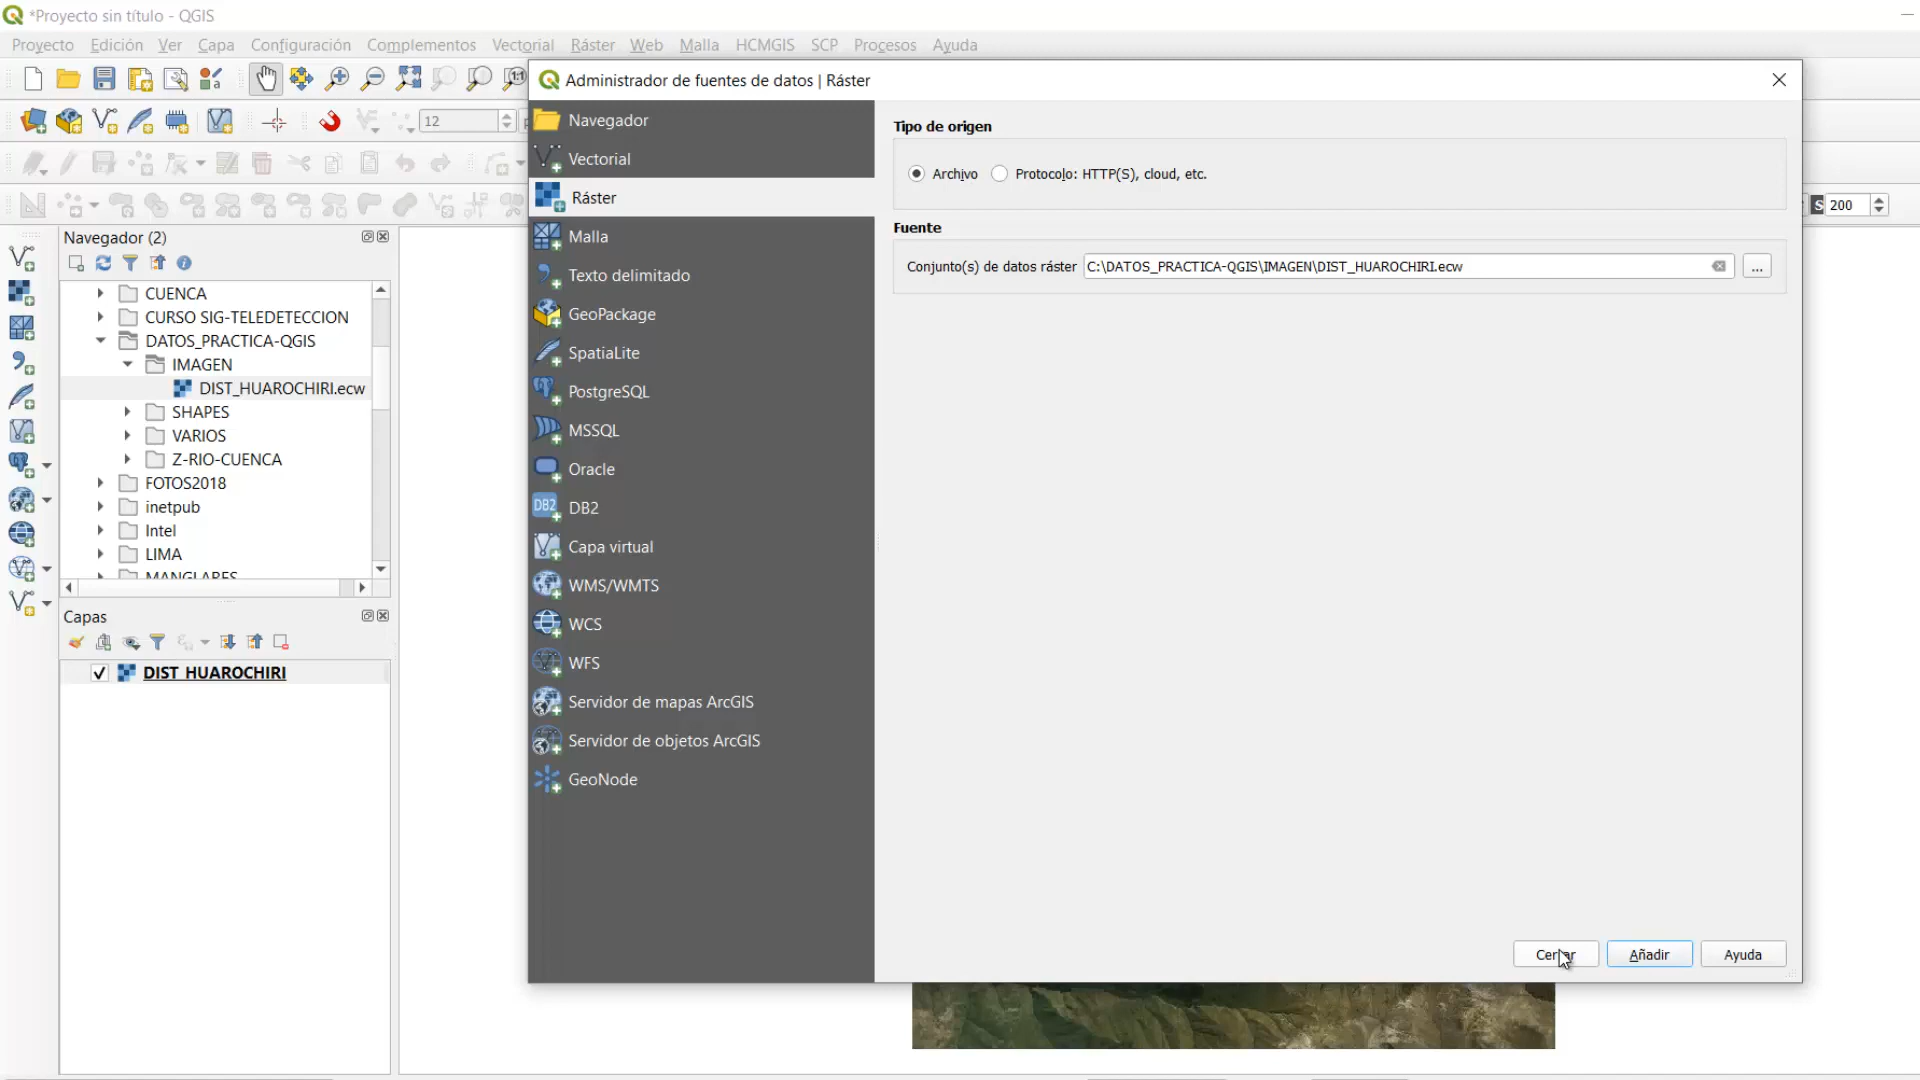 *Proyecto sin título - QGIS
Proyecto Edición Ver Capa Configuración Complementos Vectorial Ráster Web Malla HCMGIS SCP Procesos Ayuda
Administrador de fuentes de datos | Ráster
12
S 200
Navegador (2)
CUENCA
CURSO SIG-TELEDETECCION
DATOS_PRACTICA-QGIS
IMAGEN
DIST_HUAROCHIRI.ecw
SHAPES
VARIOS
Z-RIO-CUENCA
FOTOS2018
inetpub
Intel
LIMA
MANGLARES
Capas
DIST_HUAROCHIRI
Navegador
Vectorial
Ráster
Malla
Texto delimitado
GeoPackage
SpatiaLite
PostgreSQL
MSSQL
Oracle
DB2 DB2
Capa virtual
WMS/WMTS
WCS
WFS
Servidor de mapas ArcGIS
Servidor de objetos ArcGIS
GeoNode
Tipo de origen
Archivo Protocolo: HTTP(S), cloud, etc.
Fuente
Conjunto(s) de datos ráster C:\DATOS_PRACTICA-QGIS\IMAGEN\DIST_HUAROCHIRI.ecw ...
Cerrar Añadir Ayuda